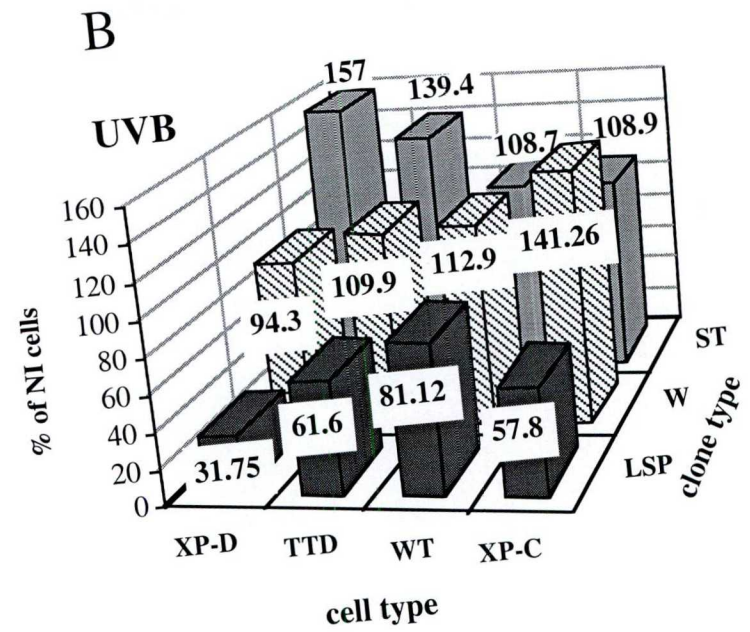 B
UVB
157
139.4
108.7
108.9
94.3
109.9
112.9
141.26
31.75
61.6
81.12
57.8
160
140
120
100
80
60
40
20
0
% of NI cells
XP-D TTD WT XP-C
cell type
ST
W
LSP
clone type